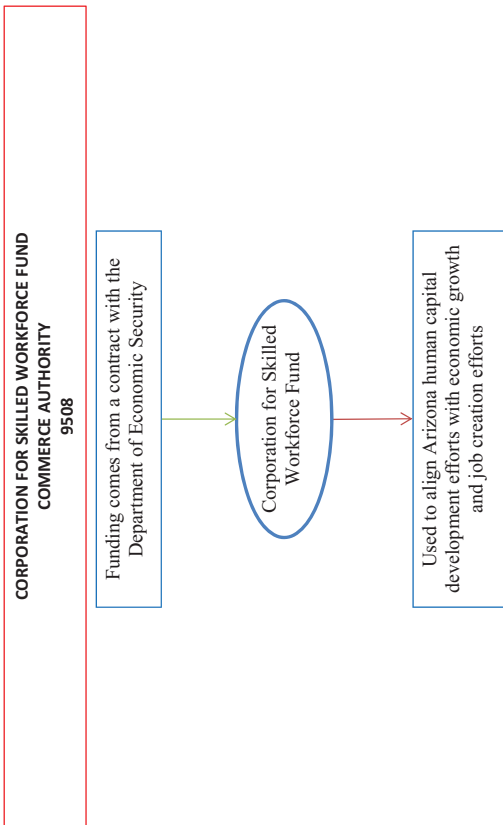 CORPORATION FOR SKILLED WORKFORCE FUND
COMMERCE AUTHORITY
9508
Funding comes from a contract with the
Department of Economic Security
Corporation for Skilled
Workforce Fund
Used to align Arizona human capital
development efforts with economic growth
and job creation efforts